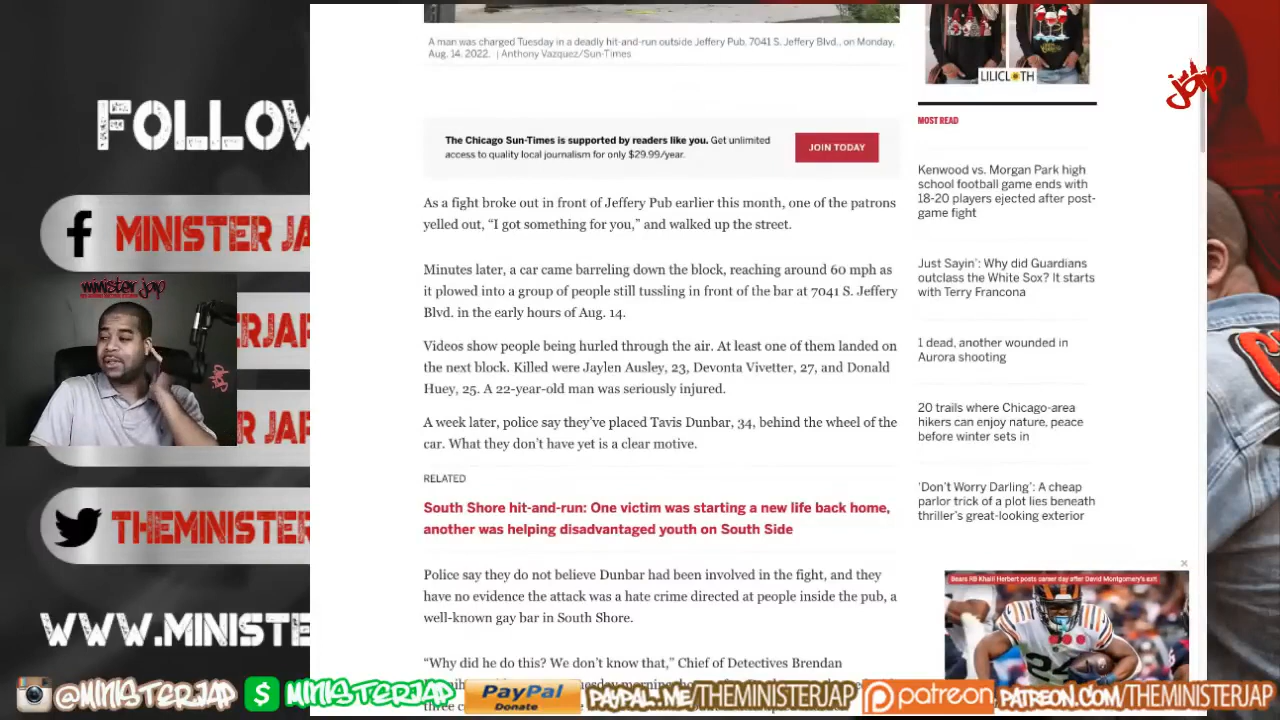 A man was charged Tuesday in a deadly hit-and-run outside Jeffery Pub, 7041 S. Jeffery Blvd., on Monday,
Aug. 14, 2022. | Anthony Vazquez/Sun-Times
LILICLOTH
jap
MOST READ
FOLLOW
The Chicago Sun-Times is supported by readers like you. Get unlimited
access to quality local journalism for only $29.99/year.
JOIN TODAY
Kenwood vs. Morgan Park high
school football game ends with
18-20 players ejected after post-
game fight
As a fight broke out in front of Jeffery Pub earlier this month, one of the patrons
yelled out, “I got something for you,” and walked up the street.
f MINISTER JA
Just Sayin’: Why did Guardians
outclass the White Sox? It starts
with Terry Francona
Minutes later, a car came barreling down the block, reaching around 60 mph as
it plowed into a group of people still tussling in front of the bar at 7041 S. Jeffery
Blvd. in the early hours of Aug. 14.
minister jap
1 dead, another wounded in
Aurora shooting
Videos show people being hurled through the air. At least one of them landed on
the next block. Killed were Jaylen Ausley, 23, Devonta Vivetter, 27, and Donald
Huey, 25. A 22-year-old man was seriously injured.
20 trails where Chicago-area
hikers can enjoy nature, peace
before winter sets in
A week later, police say they’ve placed Tavis Dunbar, 34, behind the wheel of the
car. What they don’t have yet is a clear motive.
RELATED
‘Don’t Worry Darling’: A cheap
parlor trick of a plot lies beneath
thriller’s great-looking exterior
South Shore hit-and-run: One victim was starting a new life back home,
another was helping disadvantaged youth on South Side
THEMINISTER
Bears RB Khalil Herbert posts career day after David Montgomery's exit
Police say they do not believe Dunbar had been involved in the fight, and they
have no evidence the attack was a hate crime directed at people inside the pub, a
well-known gay bar in South Shore.
WWW.MINIST
“Why did he do this? We don’t know that,” Chief of Detectives Brendan
@MINISTERJAP $ MINISTERJAP PayPal Donate PAYPAL.ME/THEMINISTERJAP patreon PATREON.COM/THEMINISTERJAP